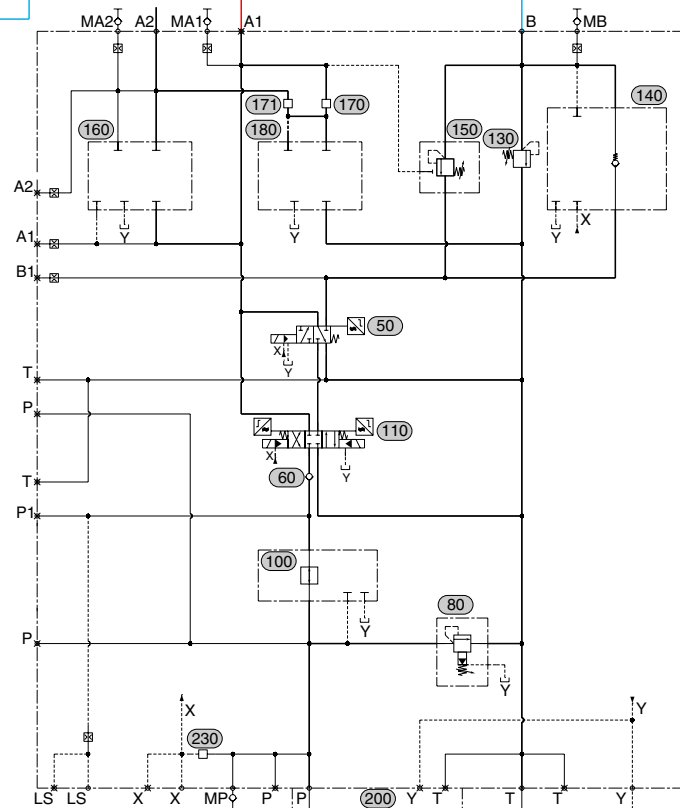 MA2 A2 MA1 A1 B MB
171 170 140
160 180 150 130
A2
Y Y Y X
A1
B1
50
X Y
T
P
110
X Y
60
T
P1
100
Y
80
P
Y
X Y
230
LS LS X X MP P P 200 Y T T T Y